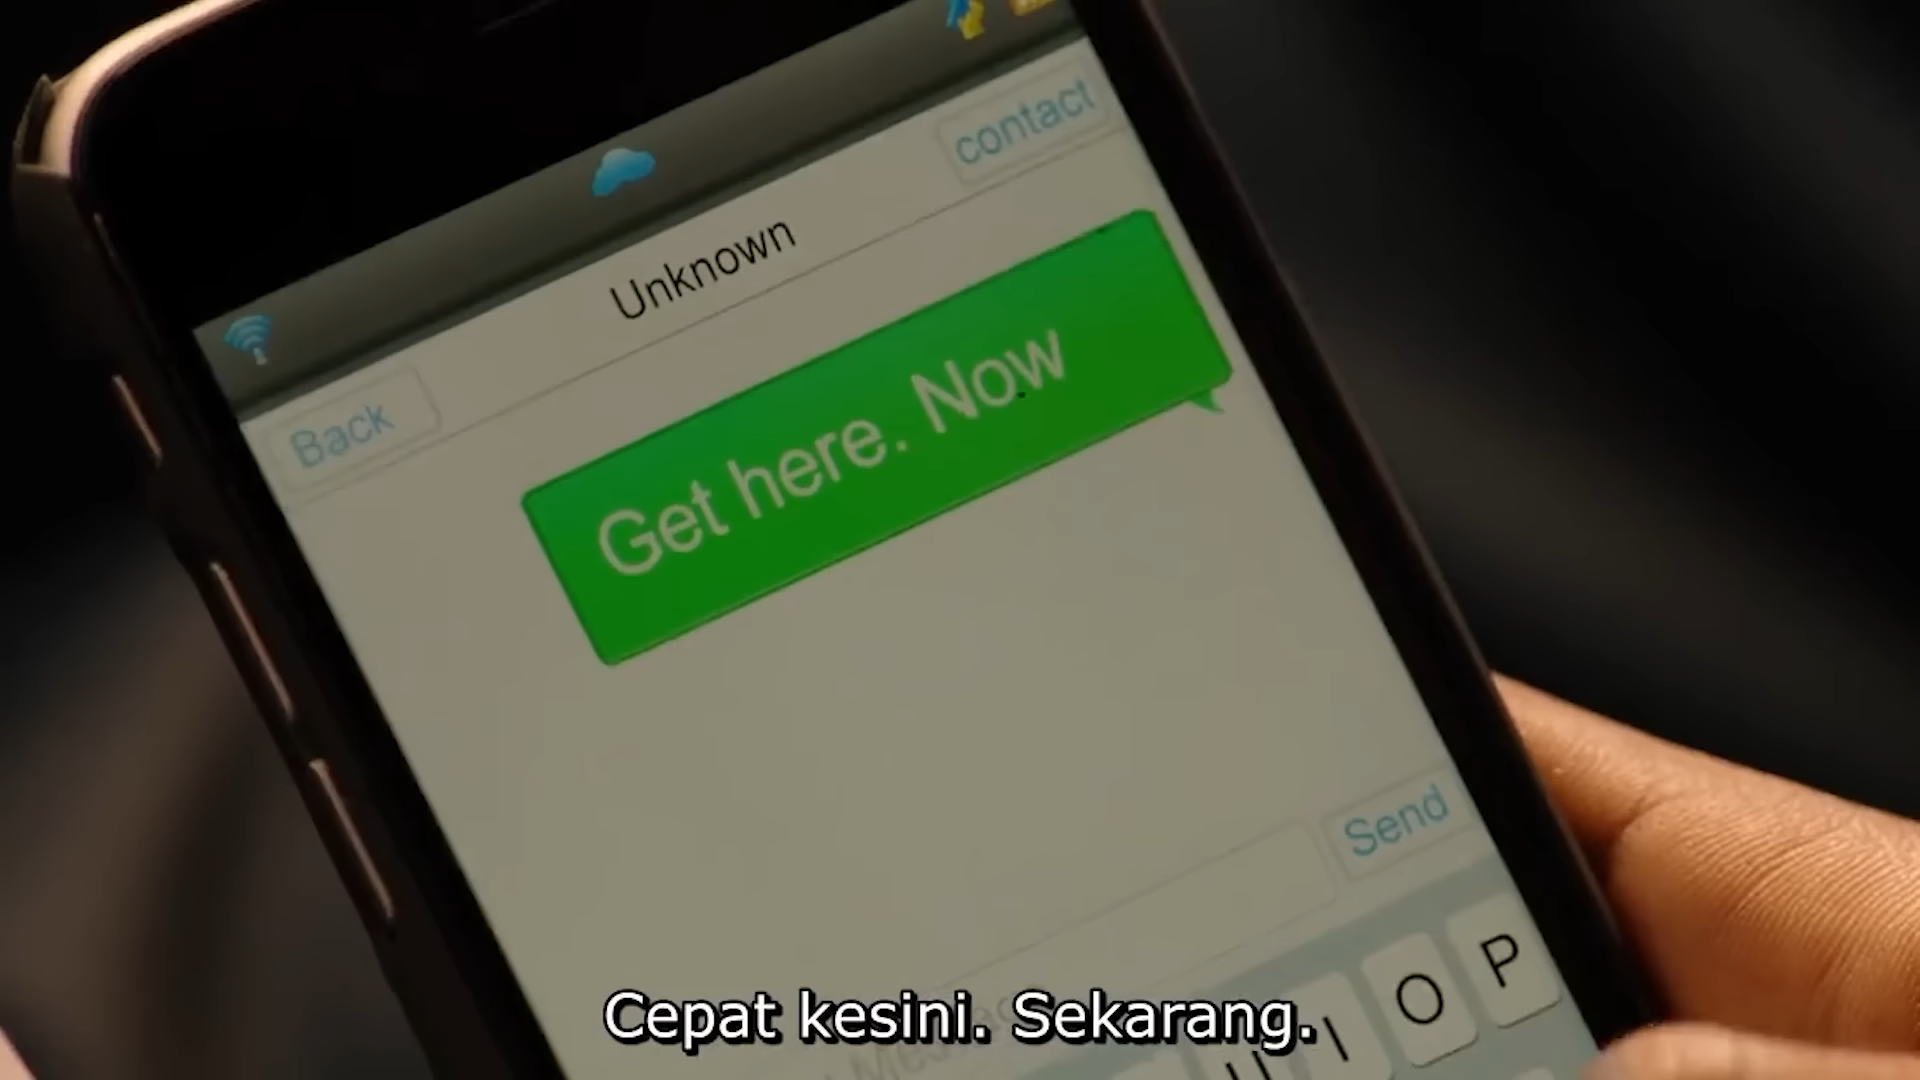 contact
Unknown
Back
Get here. Now
Send
O P
U I
Cepat kesini. Sekarang.